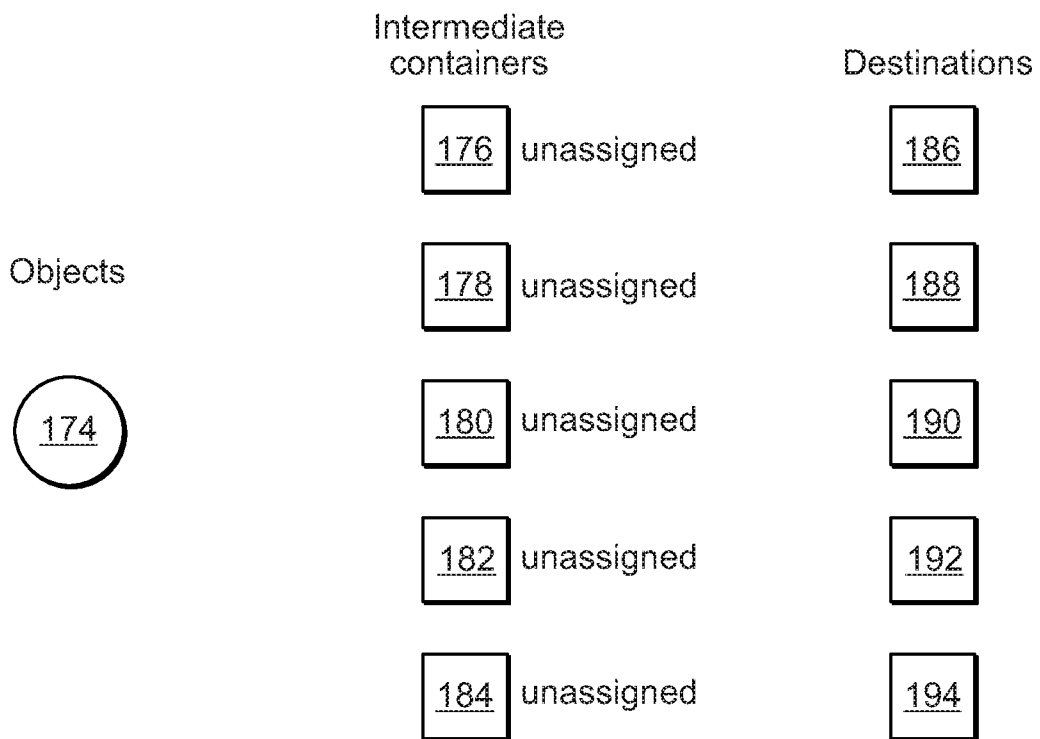 Intermediate
containers
Destinations
176 unassigned
186
Objects
178 unassigned
188
174
180 unassigned
190
182 unassigned
192
184 unassigned
194